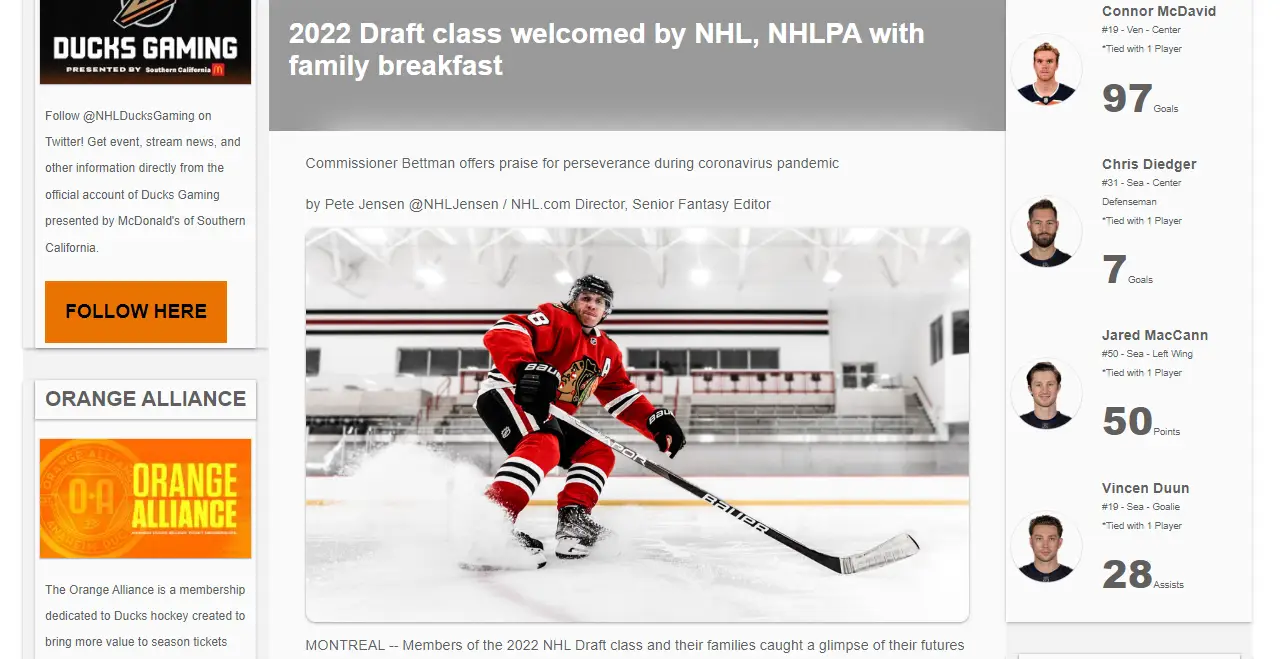 DUCKS GAMING
PRESENTED BY Southern California
Follow @NHLDucksGaming on
Twitter! Get event, stream news, and
other information directly from the
official account of Ducks Gaming
presented by McDonald's of Southern
California.
FOLLOW HERE
ORANGE ALLIANCE
ORANGE
ALLIANCE
The Orange Alliance is a membership
dedicated to Ducks hockey created to
bring more value to season tickets
2022 Draft class welcomed by NHL, NHLPA with
family breakfast
Commissioner Bettman offers praise for perseverance during coronavirus pandemic
by Pete Jensen @NHLJensen / NHL.com Director, Senior Fantasy Editor
8
A
BAUER
MONTREAL -- Members of the 2022 NHL Draft class and their families caught a glimpse of their futures
Connor McDavid
#19 - Ven - Center
*Tied with 1 Player
97 Goals
Chris Diedger
#31 - Sea - Center
Defenseman
*Tied with 1 Player
7 Goals
Jared MacCann
#50 - Sea - Left Wing
*Tied with 1 Player
50 Points
Vincen Duun
#19 - Sea - Goalie
*Tied with 1 Player
28 Assists